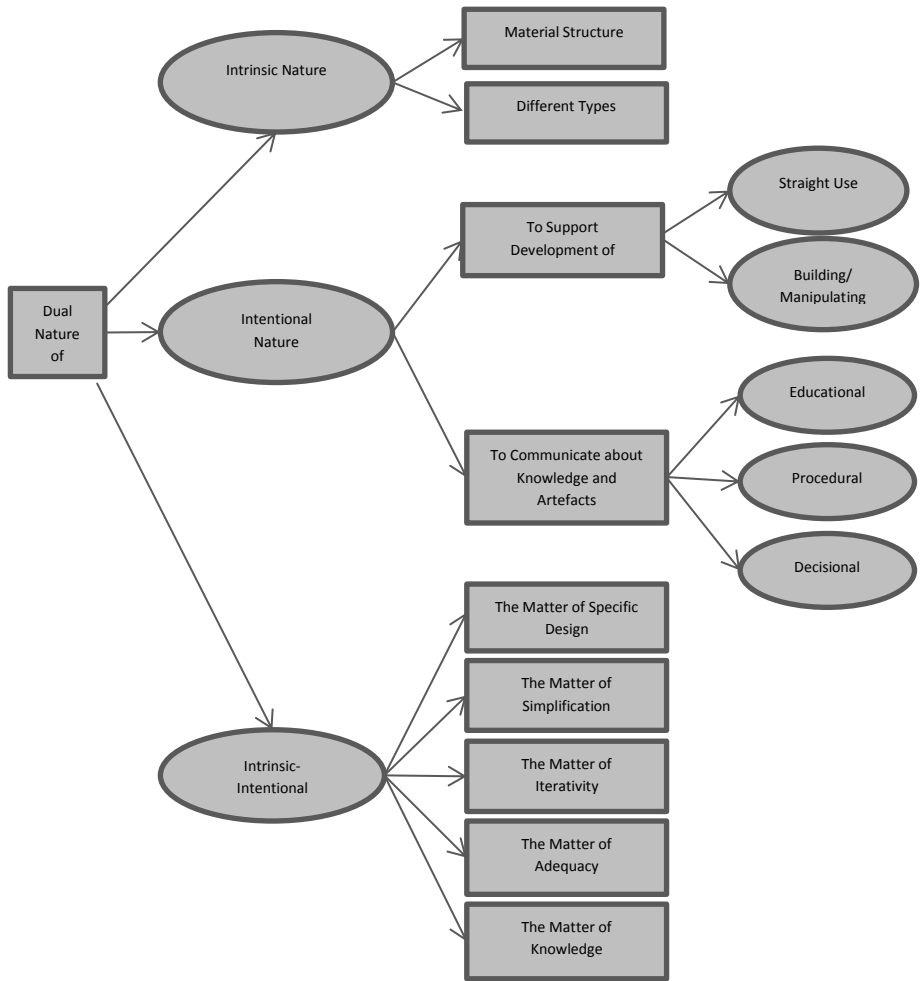 Material Structure
Intrinsic Nature
Different Types
Straight Use
To Support
Development of
Building/
Manipulating
Dual
Nature
of
Intentional
Nature
Educational
To Communicate about
Knowledge and
Artefacts
Procedural
Decisional
The Matter of Specific
Design
The Matter of
Simplification
Intrinsic-
Intentional
The Matter of
Iterativity
The Matter of
Adequacy
The Matter of
Knowledge